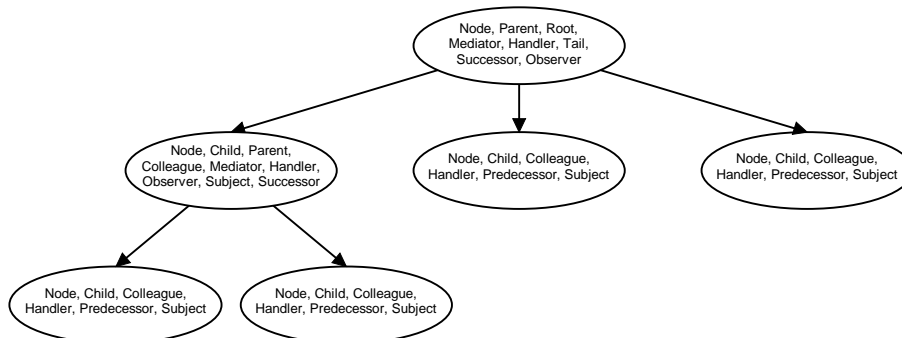 Node, Parent, Root,
Mediator, Handler, Tail,
Successor, Observer
Node, Child, Parent,
Colleague, Mediator, Handler,
Observer, Subject, Successor
Node, Child, Colleague,
Handler, Predecessor, Subject
Node, Child, Colleague,
Handler, Predecessor, Subject
Node, Child, Colleague,
Handler, Predecessor, Subject
Node, Child, Colleague,
Handler, Predecessor, Subject